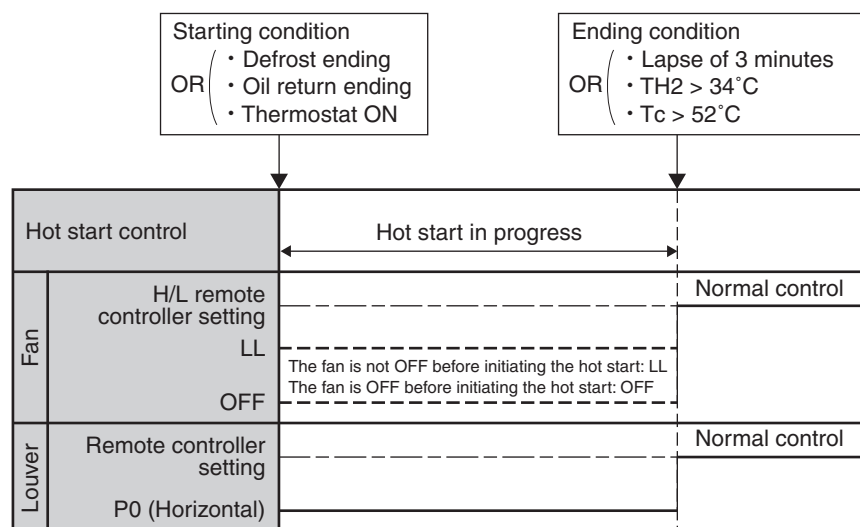 Starting condition
OR
・ Defrost ending
・ Oil return ending
・ Thermostat ON
Ending condition
OR
・ Lapse of 3 minutes
・ TH2 > 34˚C
・ Tc > 52˚C
Hot start control
Hot start in progress
Fan
H/L remote
controller setting
Normal control
LL
The fan is not OFF before initiating the hot start: LL
The fan is OFF before initiating the hot start: OFF
OFF
Louver
Remote controller
setting
Normal control
P0 (Horizontal)